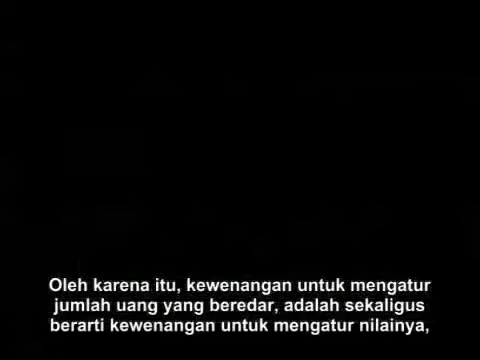 Oleh karena itu, kewenangan untuk mengatur
jumlah uang yang beredar, adalah sekaligus
berarti kewenangan untuk mengatur nilainya,